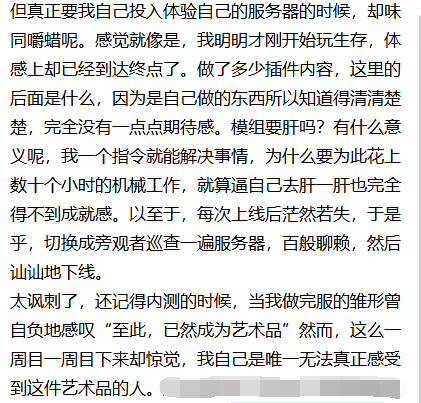 但真正要我自己投入体验自己的服务器的时候，却味
同嚼蜡呢。感觉就像是，我明明才刚开始玩生存，体
感上却已经到达终点了。做了多少插件内容，这里的
后面是什么，因为是自己做的东西所以知道得清清楚
楚，完全没有一点点期待感。模组要肝吗？有什么意
义呢，我一个指令就能解决事情，为什么要为此花上
数十个小时的机械工作，就算逼自己去肝一肝也完全
得不到成就感。以至于，每次上线后茫然若失，于是
乎，切换成旁观者巡查一遍服务器，百般聊赖，然后
讪讪地下线。
太讽刺了，还记得内测的时候，当我做完服的雏形曾
自负地感叹“至此，已然成为艺术品”然而，这么一
周目一周目下来却惊觉，我自己是唯一无法真正感受
到这件艺术品的人。